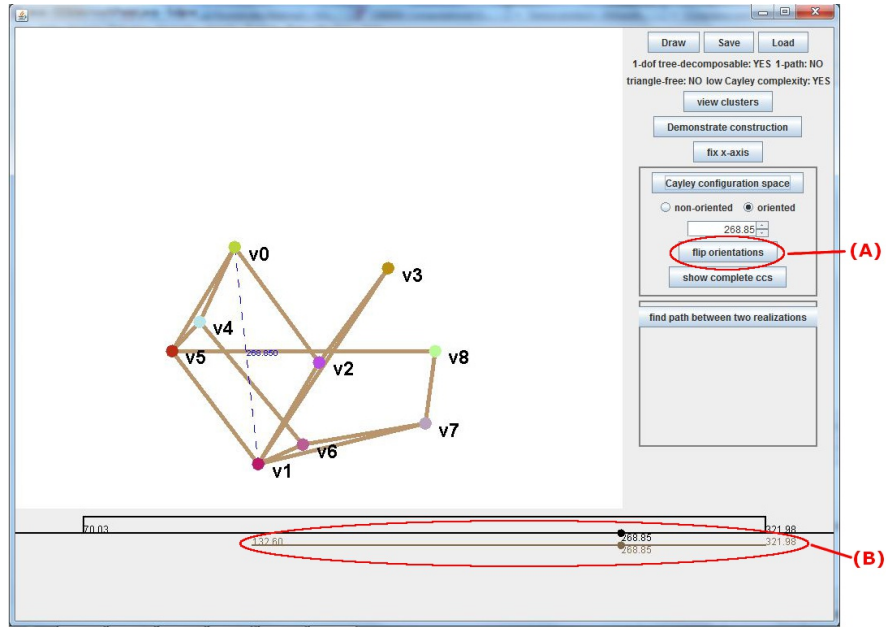 Draw Save Load
1-dof tree-decomposable: YES 1-path: NO
triangle-free: NO low Cayley complexity: YES
view clusters
Demonstrate construction
fix x-axis
Cayley configuration space
non-oriented oriented
268.85
flip orientations
(A)
show complete ccs
find path between two realizations
v0
v3
v4
v5
268.850
v2
v8
v7
v6
v1
70.03
321.98
132.60
268.85
268.85
321.98
(B)